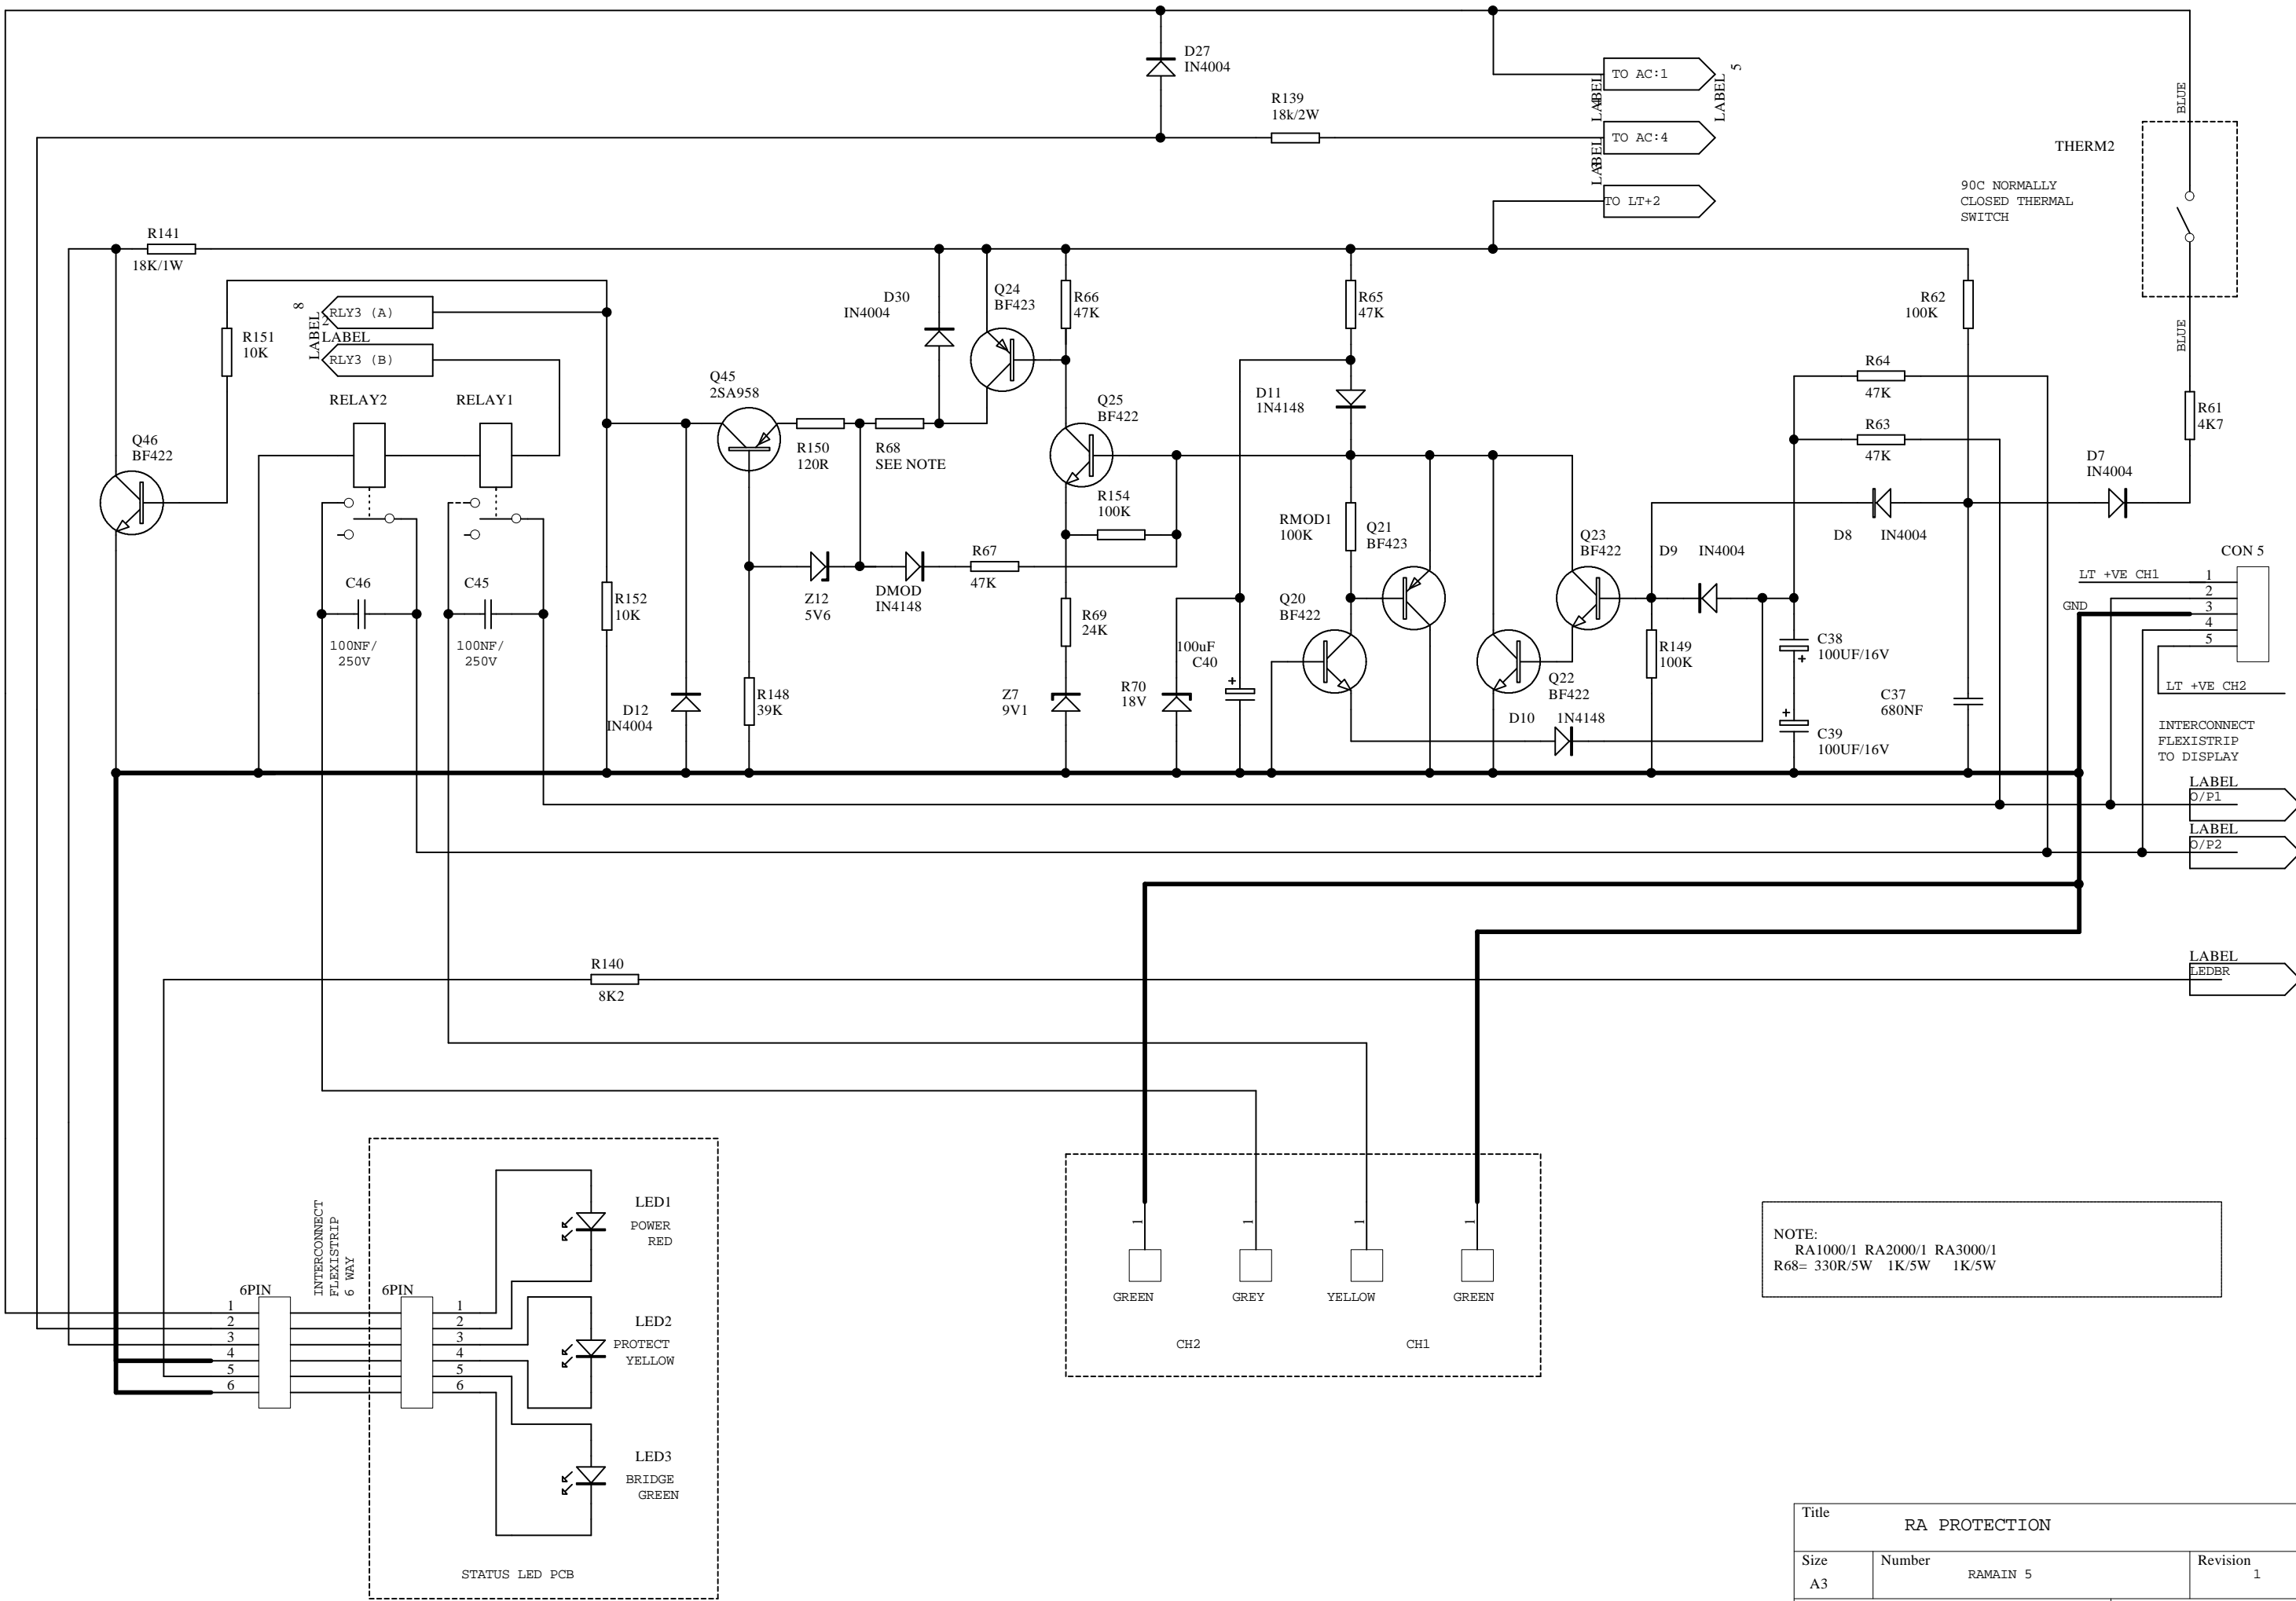 D27
IN4004
TO AC:1
LABEL
LABEL
5
R139
18k/2W
TO AC:4
LABEL
TO LT+2
BLUE
THERM2
90C NORMALLY
CLOSED THERMAL
SWITCH
BLUE
R141
18K/1W
8
RLY3 (A)
2
LABEL
LABEL
RLY3 (B)
R151
10K
RELAY2
RELAY1
Q46
BF422
D30
IN4004
Q24
BF423
R66
47K
R65
47K
R62
100K
Q45
2SA958
R150
120R
R68
SEE NOTE
Q25
BF422
D11
1N4148
R64
47K
R63
47K
R61
4K7
D7
IN4004
R154
100K
RMOD1
100K
Q21
BF423
Q23
BF422
D9
IN4004
D8
IN4004
CON 5
LT +VE CH1
1
2
GND
3
4
5
LT +VE CH2
INTERCONNECT
FLEXISTRIP
TO DISPLAY
C46
100NF/
250V
C45
100NF/
250V
R152
10K
Z12
5V6
DMOD
IN4148
R67
47K
R69
24K
Q20
BF422
100uF
C40
+
R149
100K
C38
100UF/16V
+
D12
IN4004
R148
39K
Z7
9V1
R70
18V
Q22
BF422
D10
1N4148
+
C39
100UF/16V
C37
680NF
LABEL
O/P1
LABEL
O/P2
R140
8K2
LABEL
LEDBR
INTERCONNECT
FLEXISTRIP
6 WAY
6PIN
1
2
3
4
5
6
6PIN
1
2
3
4
5
6
LED1
POWER
RED
LED2
PROTECT
YELLOW
LED3
BRIDGE
GREEN
STATUS LED PCB
1
1
1
1
GREEN
GREY
YELLOW
GREEN
CH2
CH1
NOTE:
RA1000/1 RA2000/1 RA3000/1
R68= 330R/5W 1K/5W 1K/5W
Title
RA PROTECTION
Size
A3
Number
RAMAIN 5
Revision
1